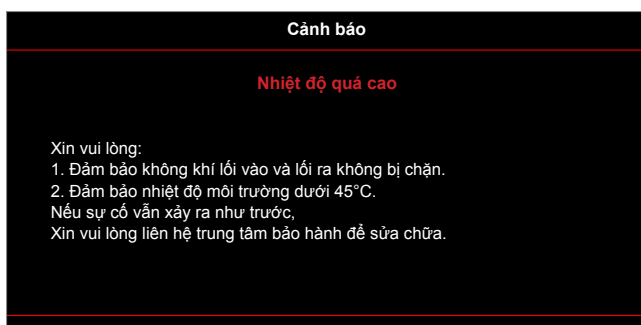 Cảnh báo
Nhiệt độ quá cao
Xin vui lòng:
1. Đảm bảo không khí lối vào và lối ra không bị chặn.
2. Đảm bảo nhiệt độ môi trường dưới 45°C.
Nếu sự cố vẫn xảy ra như trước,
Xin vui lòng liên hệ trung tâm bảo hành để sửa chữa.